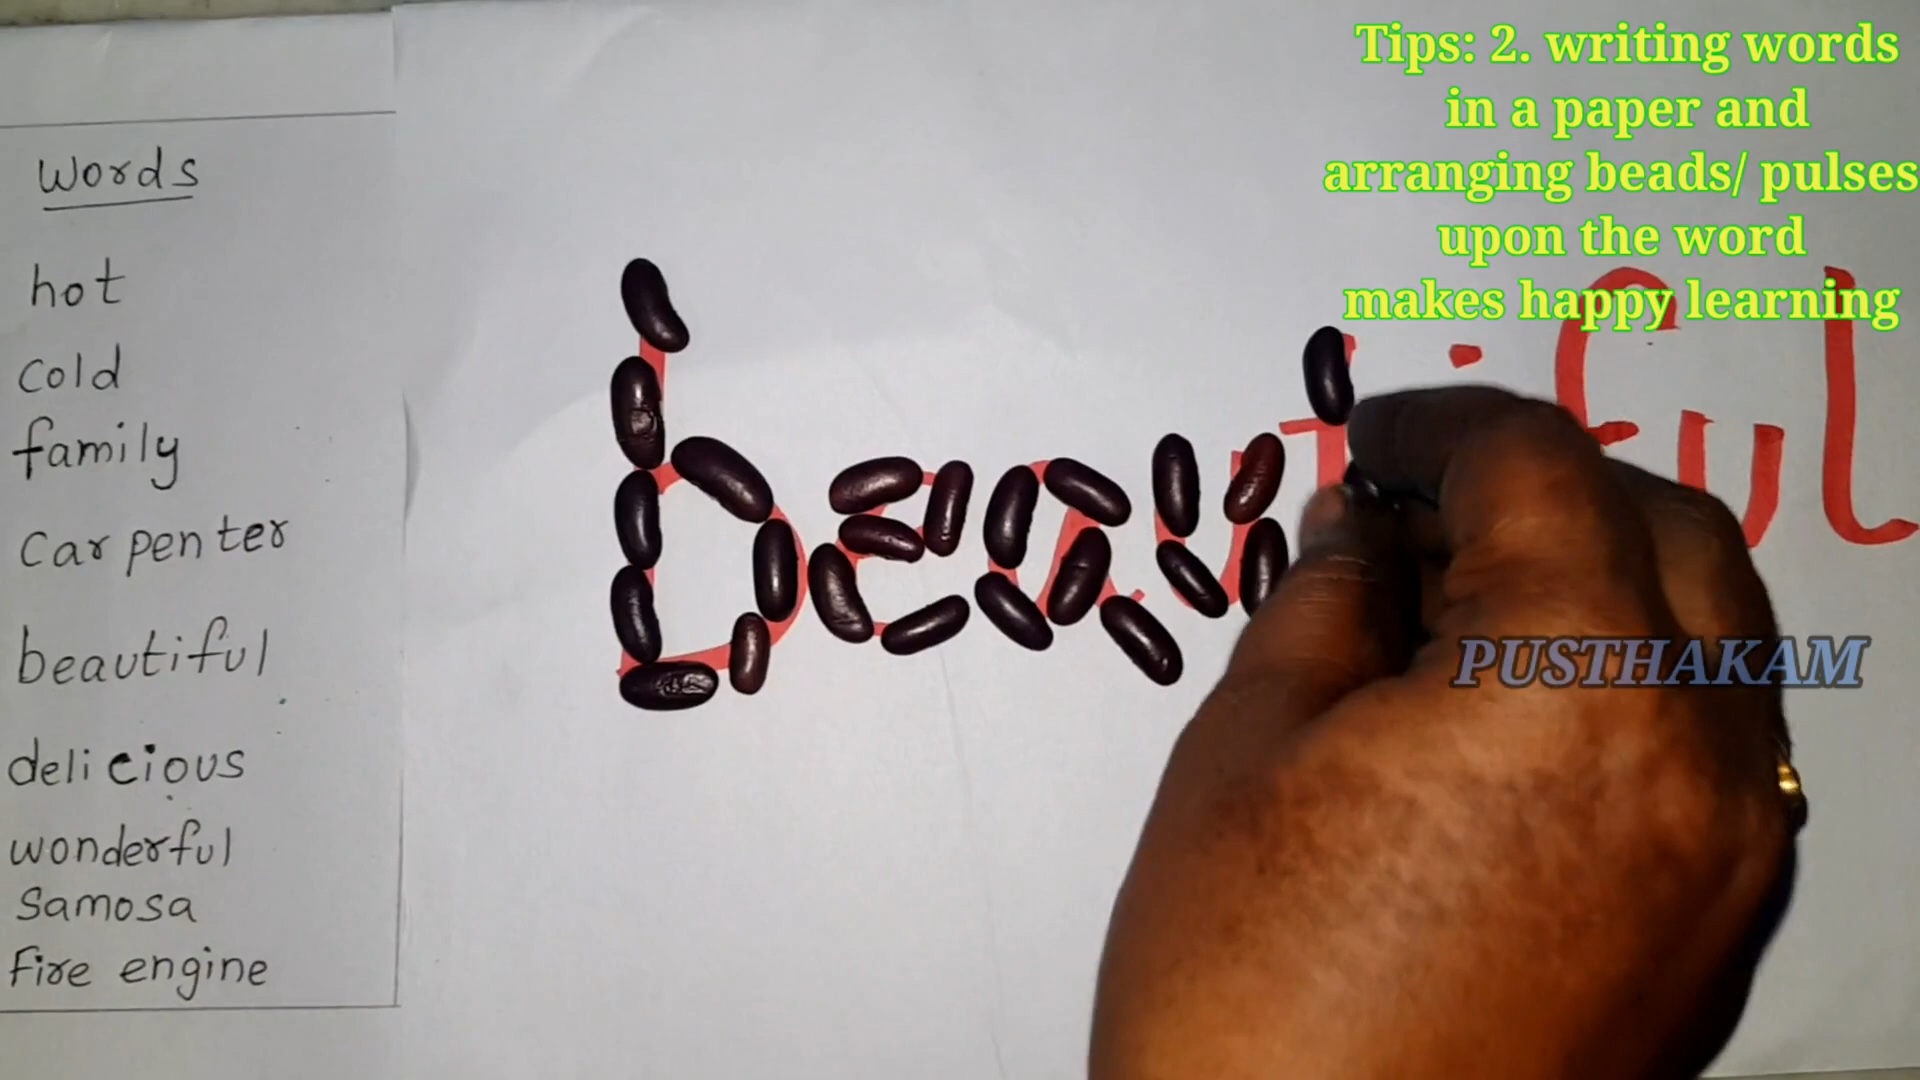 Tips: 2. writing words
in a paper and
arranging beads/ pulses
upon the word
makes happy learning
words
hot
cold
family
carpenter
beautiful
delicious
wonderful
Samosa
Fire engine
beautiful
PUSTHAKAM